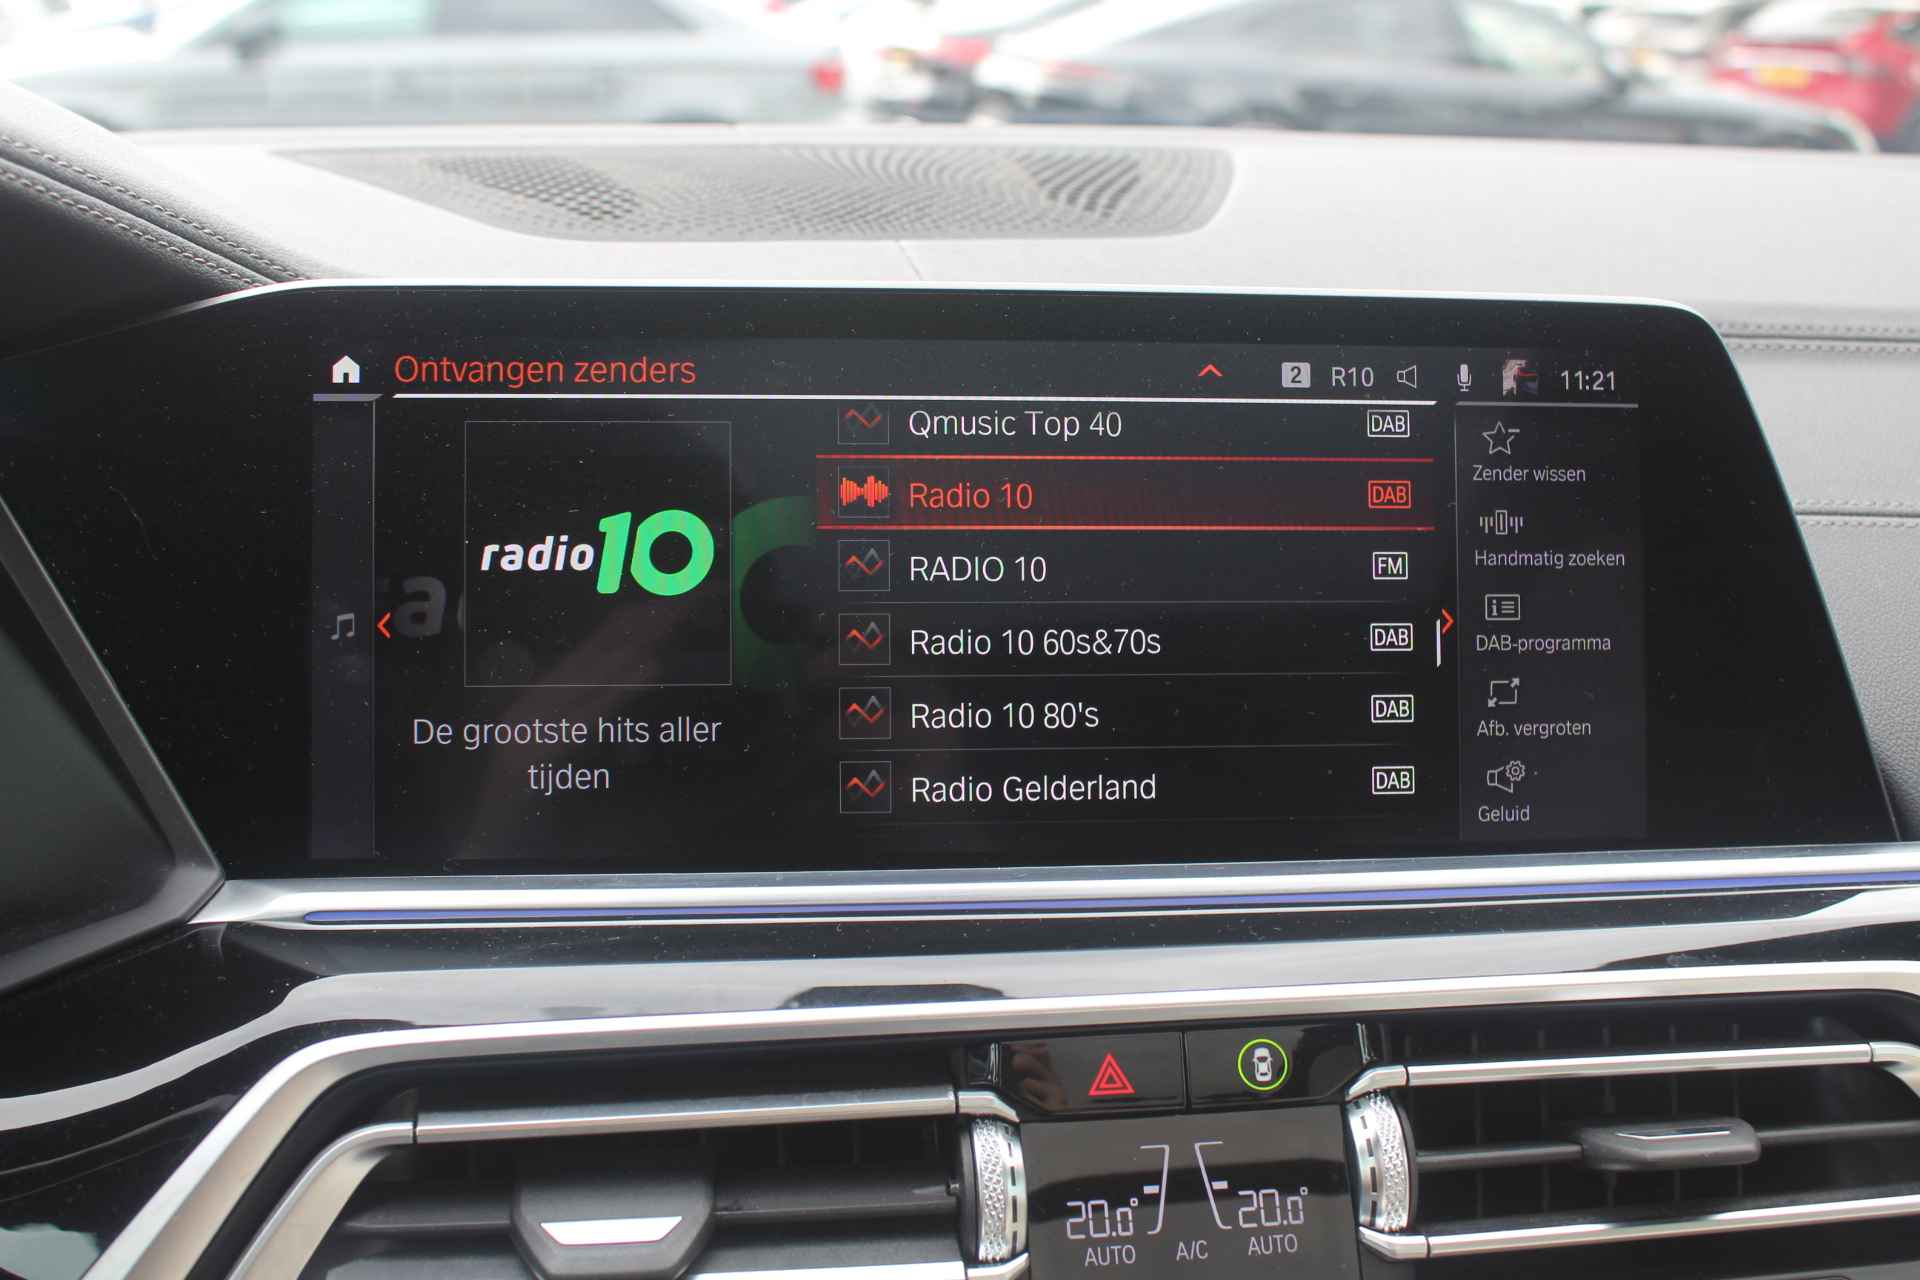 Ontvangen zenders
2 R10 11:21
radio10
De grootste hits aller
tijden
Qmusic Top 40 DAB
Radio 10 DAB
RADIO 10 FM
Radio 10 60s&70s DAB
Radio 10 80's DAB
Radio Gelderland DAB
Zender wissen
Handmatig zoeken
DAB-programma
Afb. vergroten
Geluid
20.0° 20.0°
AUTO A/C AUTO